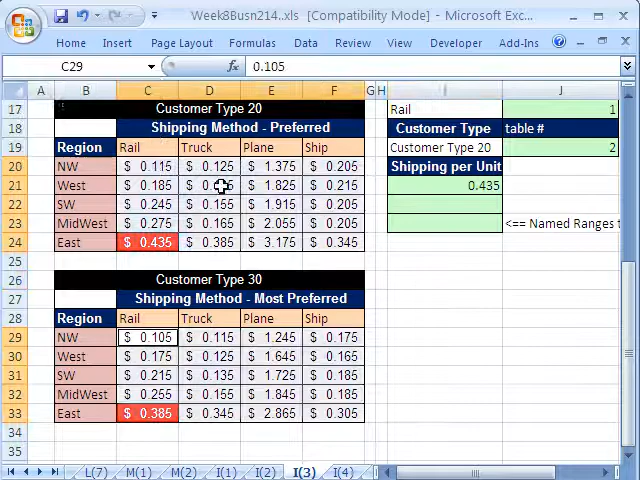 Week8Busn214..xls [Compatibility Mode] - Microsoft Exc...
Home Insert Page Layout Formulas Data Review View Developer Add-Ins
C29 fx 0.105
A B C D E F G H I J
17 Customer Type 20 Rail 1
18 Shipping Method - Preferred Customer Type table #
19 Region Rail Truck Plane Ship Customer Type 20 2
20 NW $ 0.115 $ 0.125 $ 1.375 $ 0.205 Shipping per Unit
21 West $ 0.185 $ $ 1.825 $ 0.215 0.435
22 SW $ 0.245 $ 0.155 $ 1.915 $ 0.205
23 MidWest $ 0.275 $ 0.165 $ 2.055 $ 0.205 <== Named Ranges
24 East $ 0.435 $ 0.385 $ 3.175 $ 0.345
25
26 Customer Type 30
27 Shipping Method - Most Preferred
28 Region Rail Truck Plane Ship
29 NW $ 0.105 $ 0.115 $ 1.245 $ 0.175
30 West $ 0.175 $ 0.125 $ 1.645 $ 0.165
31 SW $ 0.215 $ 0.135 $ 1.725 $ 0.185
32 MidWest $ 0.255 $ 0.155 $ 1.845 $ 0.185
33 East $ 0.385 $ 0.345 $ 2.865 $ 0.305
34
35
L(7) M(1) M(2) I(1) I(2) I(3) I(4)